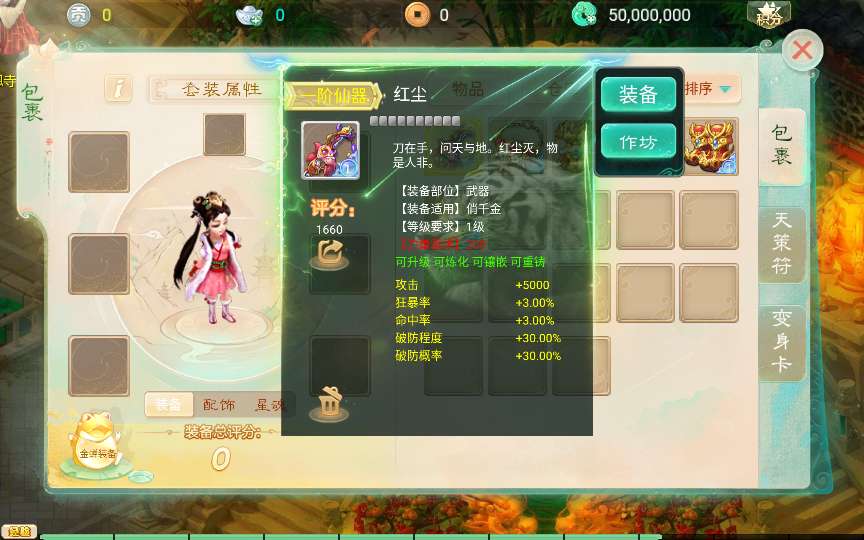 贡 0
0
0
50,000,000
积分
包裹
套装属性
一阶仙器
红尘
物品
装备
作坊
排序
刀在手，问天与地。红尘灭，物
是人非。
【装备部位】武器
【装备适用】俏千金
【等级要求】1级
评分：
1660
可升级 可炼化 可镶嵌 可重铸
攻击 +5000
狂暴率 +3.00%
命中率 +3.00%
破防程度 +30.00%
破防概率 +30.00%
包裹
天策符
变身卡
装备 配饰 星魂
装备总评分：
0
金蝉装备